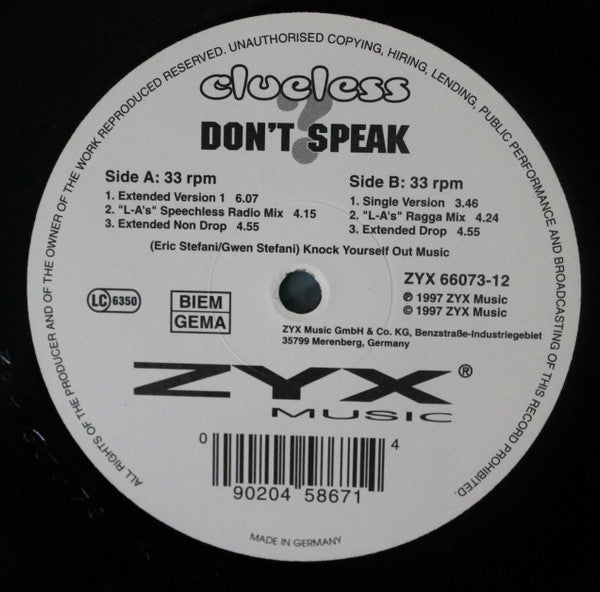 ALL RIGHTS OF THE PRODUCER AND OF THE OWNER OF THE WORK REPRODUCED RESERVED. UNAUTHORISED COPYING, HIRING, LENDING, PUBLIC PERFORMANCE AND BROADCASTING OF THIS RECORD PROHIBITED.
clueless
?
DON'T SPEAK
Side A: 33 rpm
1. Extended Version 1 6.07
2. "L-A's" Speechless Radio Mix 4.15
3. Extended Non Drop 4.55
Side B: 33 rpm
1. Single Version 3.46
2. "L-A's" Ragga Mix 4.24
3. Extended Drop 4.55
(Eric Stefani/Gwen Stefani) Knock Yourself Out Music
LC 6350
BIEM
GEMA
ZYX 66073-12
℗ 1997 ZYX Music
© 1997 ZYX Music
ZYX Music GmbH & Co. KG, Benzstraße-Industriegebiet
35799 Merenberg, Germany
ZYX®
MUSIC
0 90204 58671 4
MADE IN GERMANY